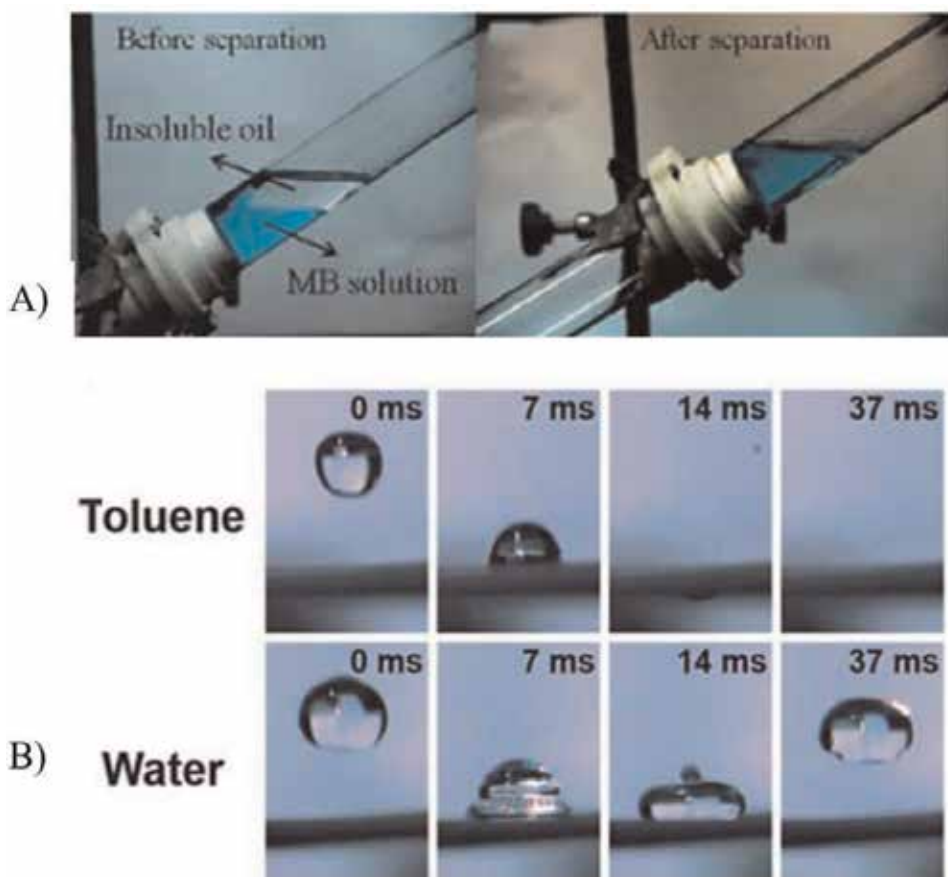 Before separation
After separation
Insoluble oil
MB solution
A)
0 ms
7 ms
14 ms
37 ms
Toluene
0 ms
7 ms
14 ms
37 ms
B)
Water